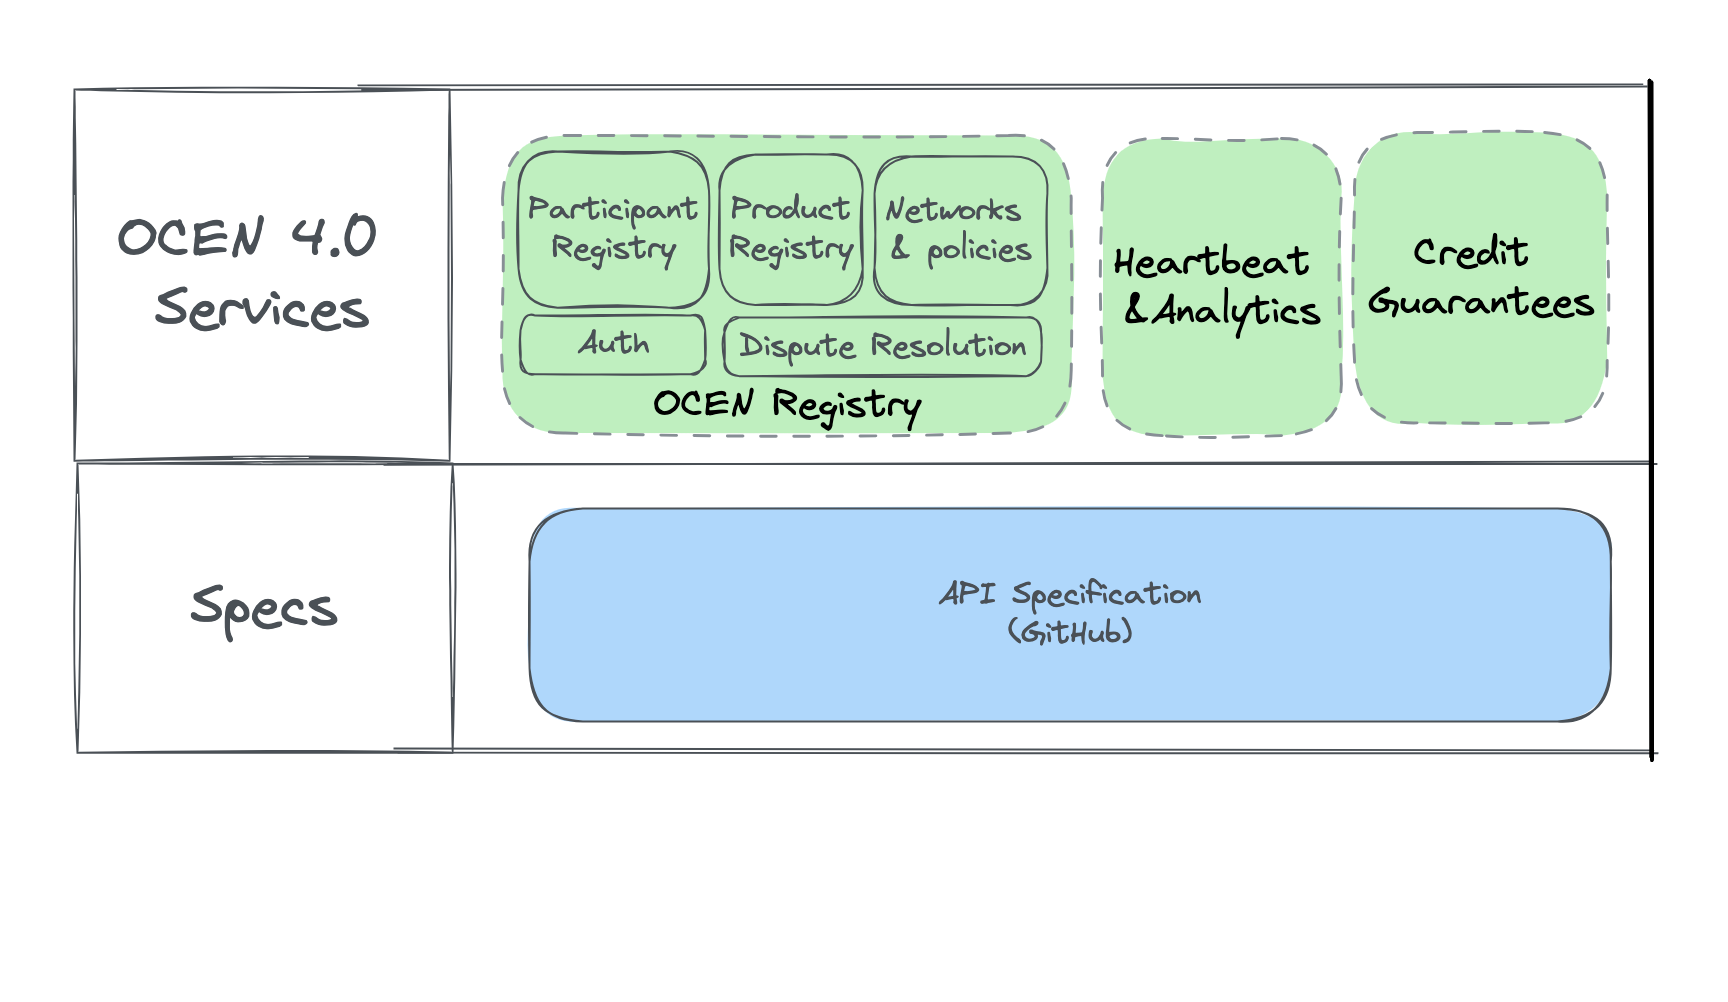 OCEN 4.0
Services
Participant
Registry
Product
Registry
Networks
& policies
Auth
Dispute Resolution
OCEN Registry
Heartbeat
&Analytics
Credit
Guarantees
Specs
API Specification
(GitHub)